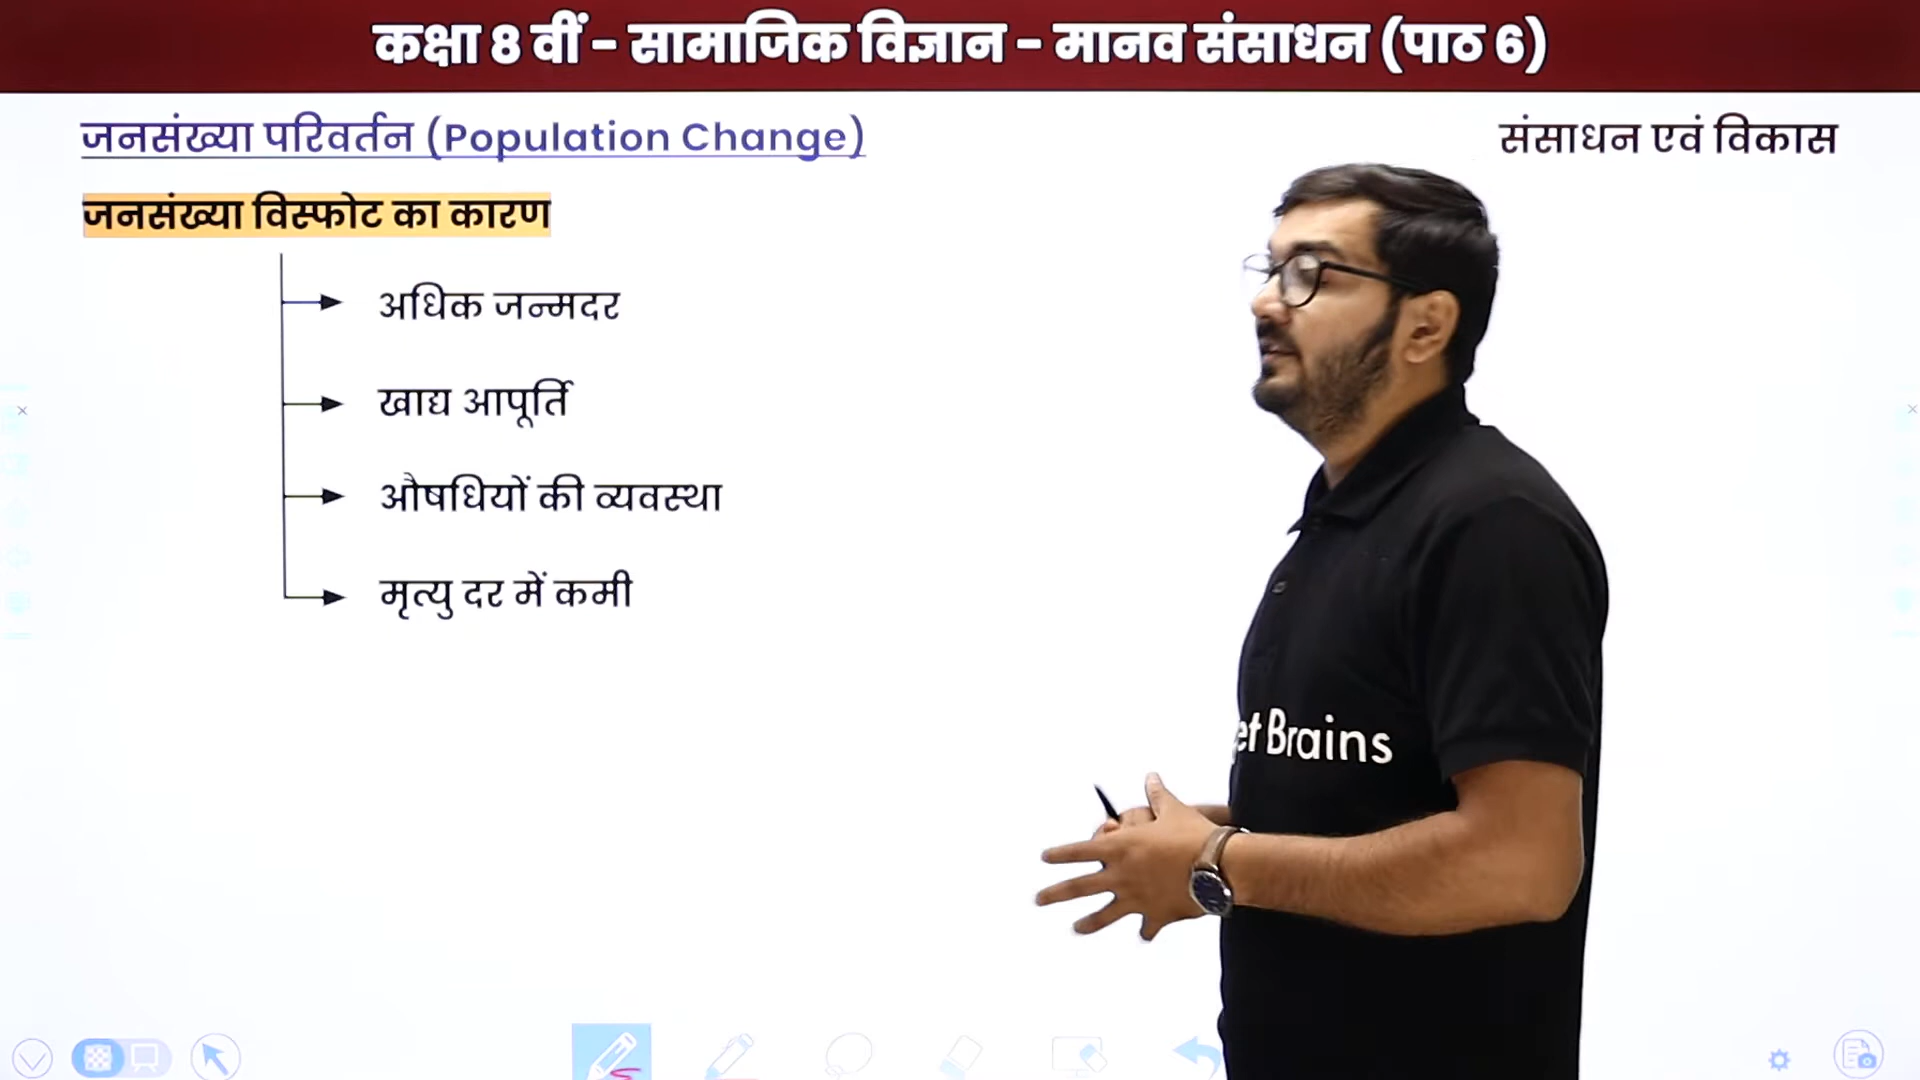 कक्षा 8 वीं - सामाजिक विज्ञान - मानव संसाधन (पाठ 6)
जनसंख्या परिवर्तन (Population Change)
संसाधन एवं विकास
जनसंख्या विस्फोट का कारण
अधिक जन्मदर
खाद्य आपूर्ति
औषधियों की व्यवस्था
मृत्यु दर में कमी
et Brains